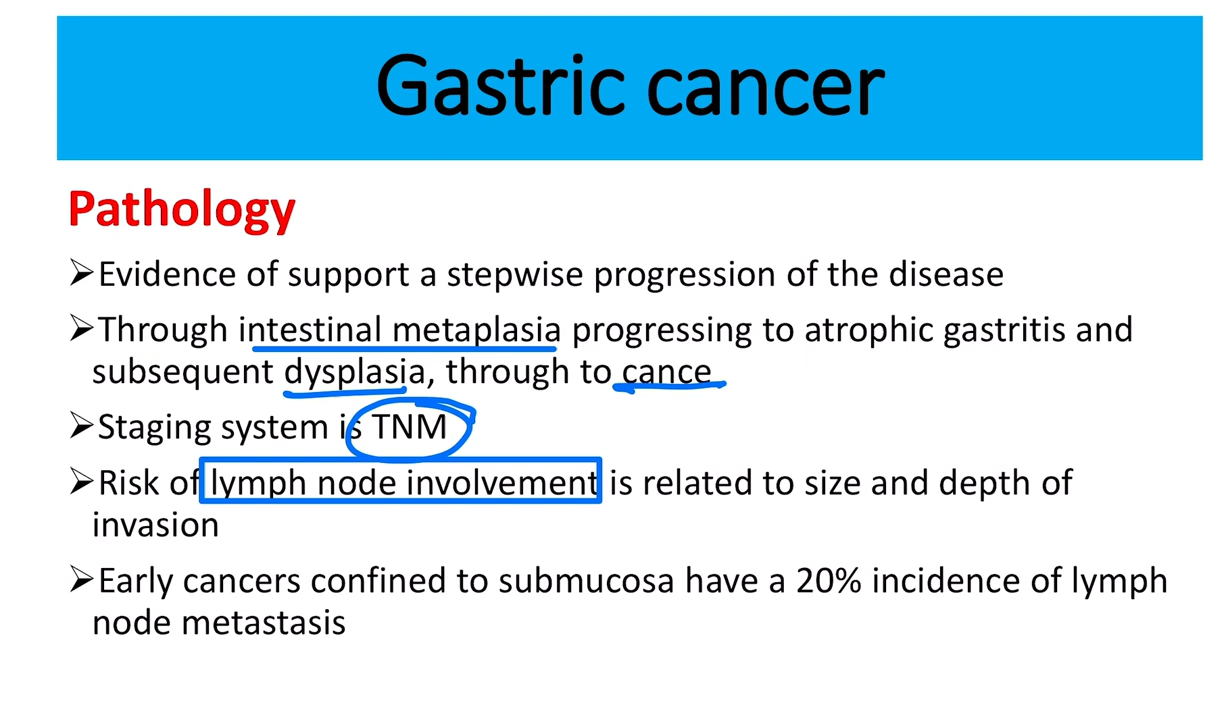 Gastric cancer
Pathology
➢Evidence of support a stepwise progression of the disease
➢Through intestinal metaplasia progressing to atrophic gastritis and
subsequent dysplasia, through to cance
➢Staging system is TNM
➢Risk of lymph node involvement is related to size and depth of
invasion
➢Early cancers confined to submucosa have a 20% incidence of lymph
node metastasis